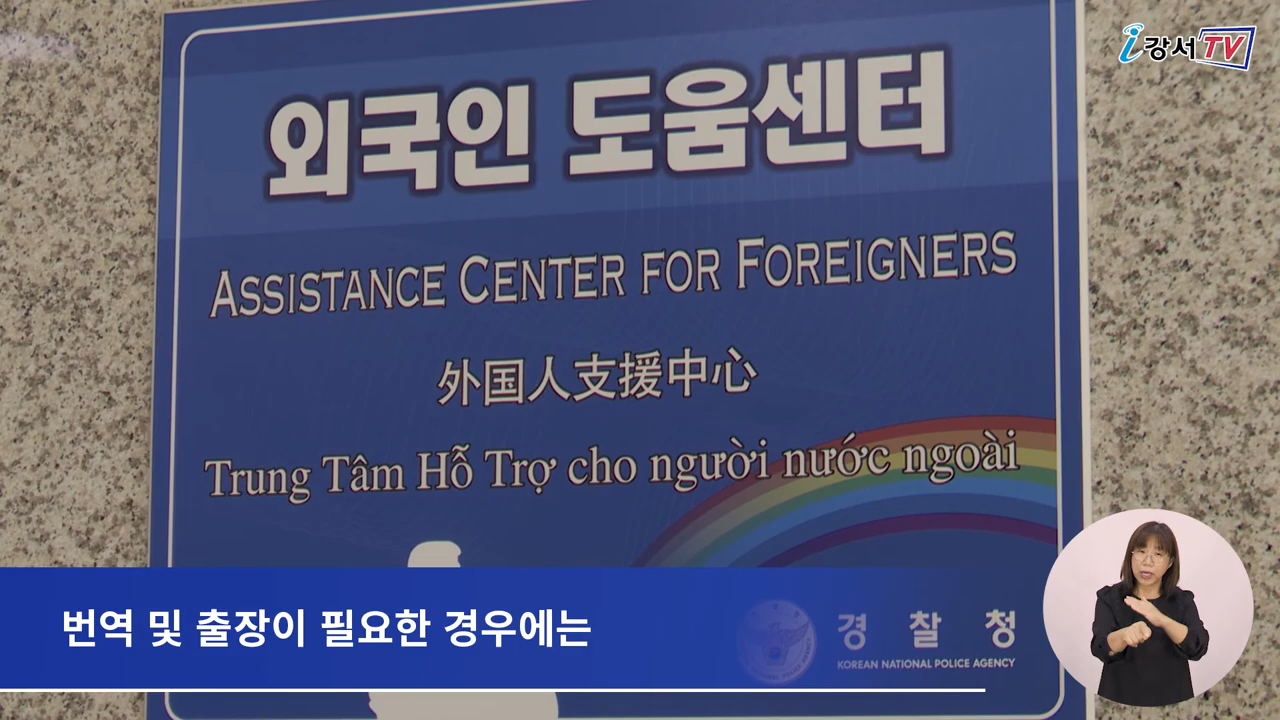 i강서TV
외국인 도움센터
ASSISTANCE CENTER FOR FOREIGNERS
外国人支援中心
Trung Tâm Hỗ Trợ cho người nước ngoài
번역 및 출장이 필요한 경우에는
경찰청
KOREAN NATIONAL POLICE AGENCY